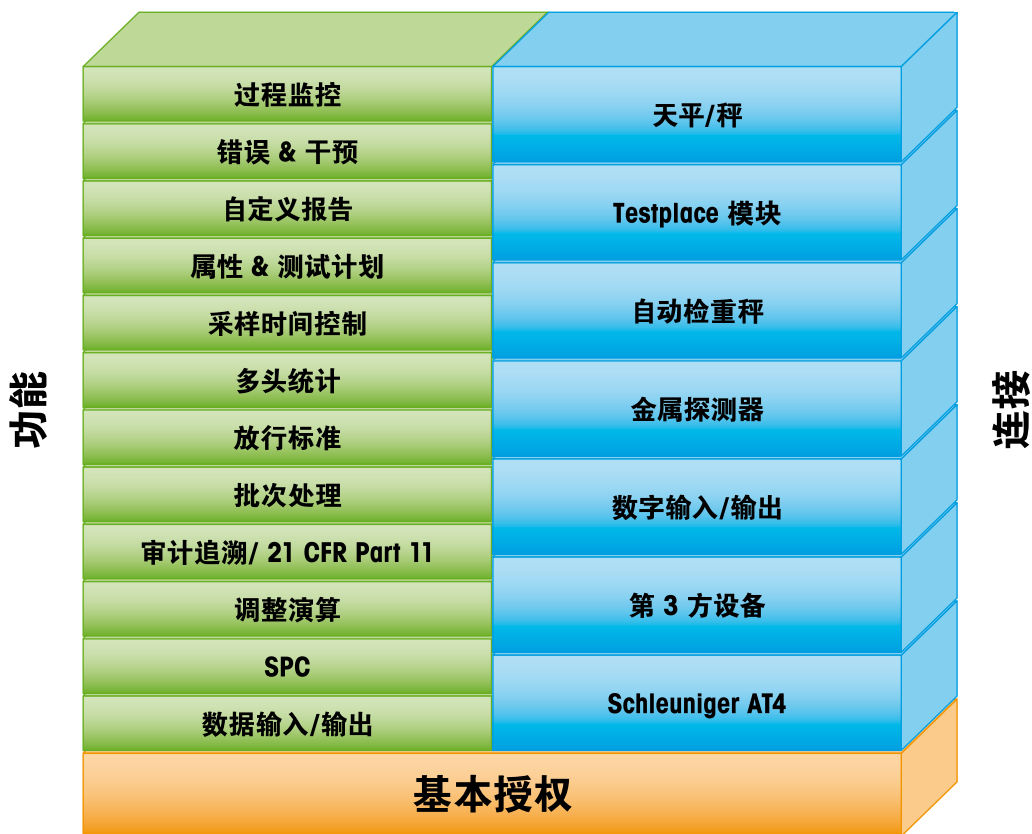 功能
过程监控
错误 & 干预
自定义报告
属性 & 测试计划
采样时间控制
多头统计
放行标准
批次处理
审计追溯/ 21 CFR Part 11
调整演算
SPC
数据输入/输出
天平/秤
Testplace 模块
自动检重秤
金属探测器
数字输入/输出
第 3 方设备
Schleuniger AT4
连接
基本授权